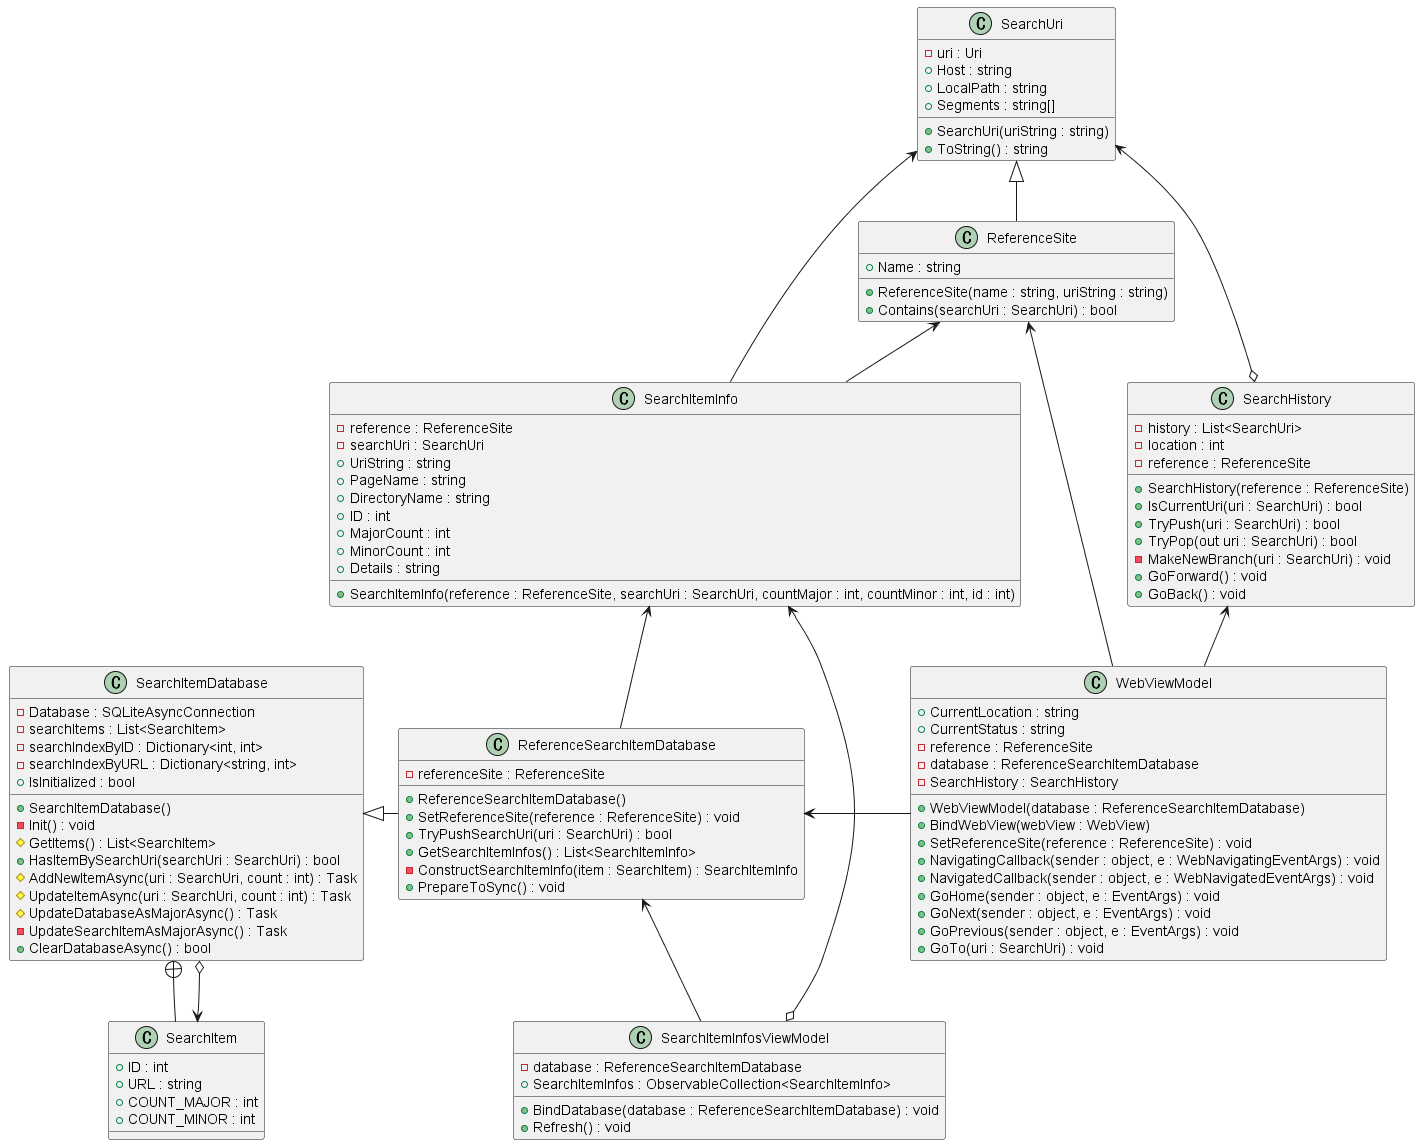 C SearchUri
uri : Uri
Host : string
LocalPath : string
Segments : string[]
SearchUri(uriString : string)
ToString() : string
C ReferenceSite
Name : string
ReferenceSite(name : string, uriString : string)
Contains(searchUri : SearchUri) : bool
C SearchItemInfo
reference : ReferenceSite
searchUri : SearchUri
UriString : string
PageName : string
DirectoryName : string
ID : int
MajorCount : int
MinorCount : int
Details : string
SearchItemInfo(reference : ReferenceSite, searchUri : SearchUri, countMajor : int, countMinor : int, id : int)
C SearchHistory
history : List<SearchUri>
location : int
reference : ReferenceSite
SearchHistory(reference : ReferenceSite)
IsCurrentUri(uri : SearchUri) : bool
TryPush(uri : SearchUri) : bool
TryPop(out uri : SearchUri) : bool
MakeNewBranch(uri : SearchUri) : void
GoForward() : void
GoBack() : void
C SearchItemDatabase
Database : SQLiteAsyncConnection
searchItems : List<SearchItem>
searchIndexByID : Dictionary<int, int>
searchIndexByURL : Dictionary<string, int>
IsInitialized : bool
SearchItemDatabase()
Init() : void
GetItems() : List<SearchItem>
HasItemBySearchUri(searchUri : SearchUri) : bool
AddNewItemAsync(uri : SearchUri, count : int) : Task
UpdateItemAsync(uri : SearchUri, count : int) : Task
UpdateDatabaseAsMajorAsync() : Task
UpdateSearchItemAsMajorAsync() : Task
ClearDatabaseAsync() : bool
C ReferenceSearchItemDatabase
referenceSite : ReferenceSite
ReferenceSearchItemDatabase()
SetReferenceSite(reference : ReferenceSite) : void
TryPushSearchUri(uri : SearchUri) : bool
GetSearchItemInfos() : List<SearchItemInfo>
ConstructSearchItemInfo(item : SearchItem) : SearchItemInfo
PrepareToSync() : void
C WebViewModel
CurrentLocation : string
CurrentStatus : string
reference : ReferenceSite
database : ReferenceSearchItemDatabase
SearchHistory : SearchHistory
WebViewModel(database : ReferenceSearchItemDatabase)
BindWebView(webView : WebView)
SetReferenceSite(reference : ReferenceSite) : void
NavigatingCallback(sender : object, e : WebNavigatingEventArgs) : void
NavigatedCallback(sender : object, e : WebNavigatedEventArgs) : void
GoHome(sender : object, e : EventArgs) : void
GoNext(sender : object, e : EventArgs) : void
GoPrevious(sender : object, e : EventArgs) : void
GoTo(uri : SearchUri) : void
C SearchItem
ID : int
URL : string
COUNT_MAJOR : int
COUNT_MINOR : int
C SearchItemInfosViewModel
database : ReferenceSearchItemDatabase
SearchItemInfos : ObservableCollection<SearchItemInfo>
BindDatabase(database : ReferenceSearchItemDatabase) : void
Refresh() : void